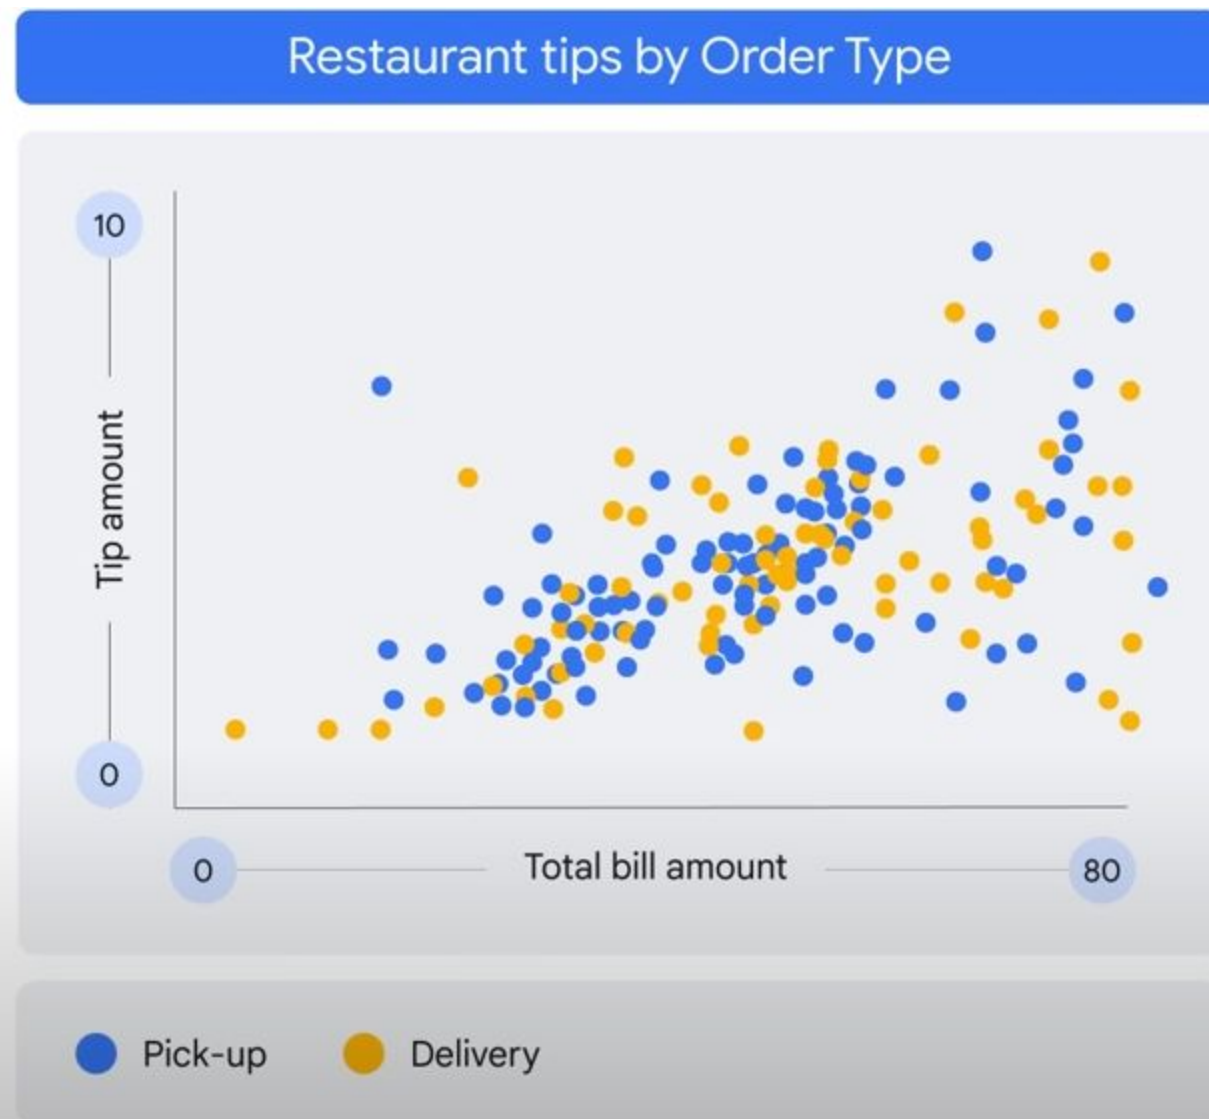 Restaurant tips by Order Type
10
Tip amount
0
0
Total bill amount
80
Pick-up
Delivery